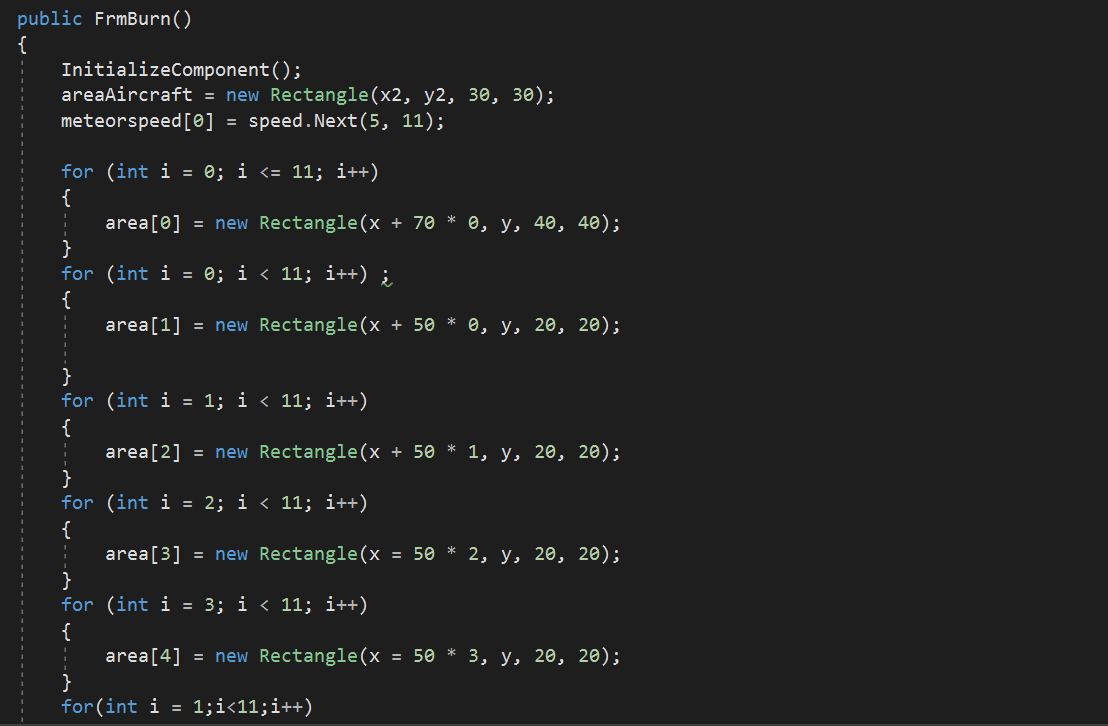 public FrmBurn()
{
    InitializeComponent();
    areaAircraft = new Rectangle(x2, y2, 30, 30);
    meteorspeed[0] = speed.Next(5, 11);

    for (int i = 0; i <= 11; i++)
    {
        area[0] = new Rectangle(x + 70 * 0, y, 40, 40);
    }
    for (int i = 0; i < 11; i++) ;
    {
        area[1] = new Rectangle(x + 50 * 0, y, 20, 20);

    }
    for (int i = 1; i < 11; i++)
    {
        area[2] = new Rectangle(x + 50 * 1, y, 20, 20);
    }
    for (int i = 2; i < 11; i++)
    {
        area[3] = new Rectangle(x = 50 * 2, y, 20, 20);
    }
    for (int i = 3; i < 11; i++)
    {
        area[4] = new Rectangle(x = 50 * 3, y, 20, 20);
    }
    for(int i = 1;i<11;i++)